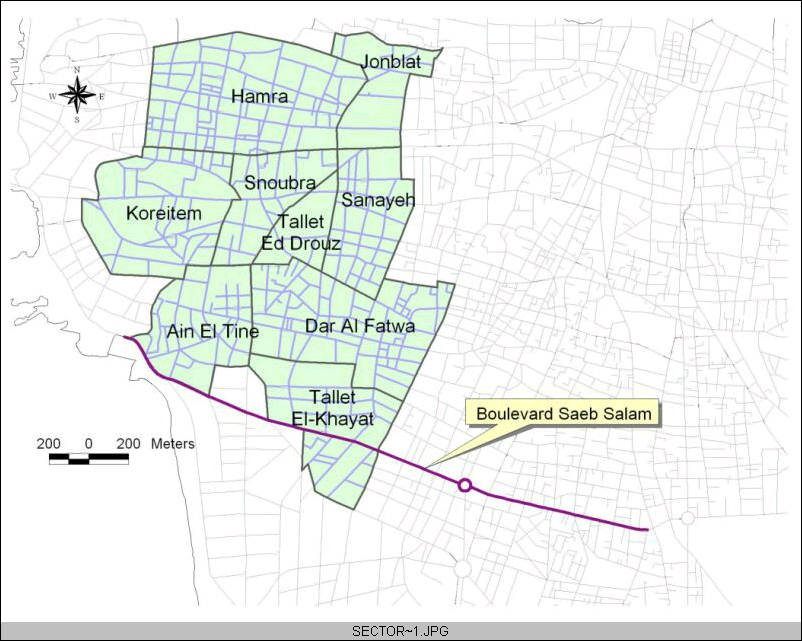 Jonblat
Hamra
N
W E
S
Snoubra
Sanayeh
Koreitem
Tallet
Ed Drouz
Ain El Tine
Dar Al Fatwa
Tallet
El-Khayat
Boulevard Saeb Salam
200 0 200 Meters
SECTOR~1.JPG